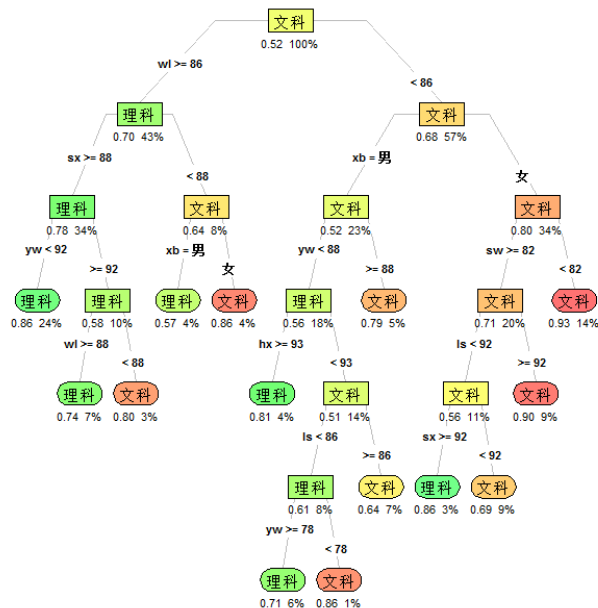 文科
0.52 100%
wl >= 86
< 86
理科
文科
0.70 43%
0.68 57%
sx >= 88
< 88
xb = 男
女
理科
文科
文科
文科
0.78 34%
0.64 8%
0.52 23%
0.80 34%
yw < 92
>= 92
xb = 男
女
yw < 88
>= 88
sw >= 82
< 82
理科
理科
理科
文科
理科
文科
文科
文科
0.86 24%
0.58 10%
0.57 4%
0.86 4%
0.56 18%
0.79 5%
0.71 20%
0.93 14%
wl >= 88
< 88
hx >= 93
< 93
ls < 92
>= 92
理科
文科
理科
文科
文科
文科
0.74 7%
0.80 3%
0.81 4%
0.51 14%
0.56 11%
0.90 9%
ls < 86
>= 86
sx >= 92
< 92
理科
文科
理科
文科
0.61 8%
0.64 7%
0.86 3%
0.69 9%
yw >= 78
< 78
理科
文科
0.71 6%
0.86 1%